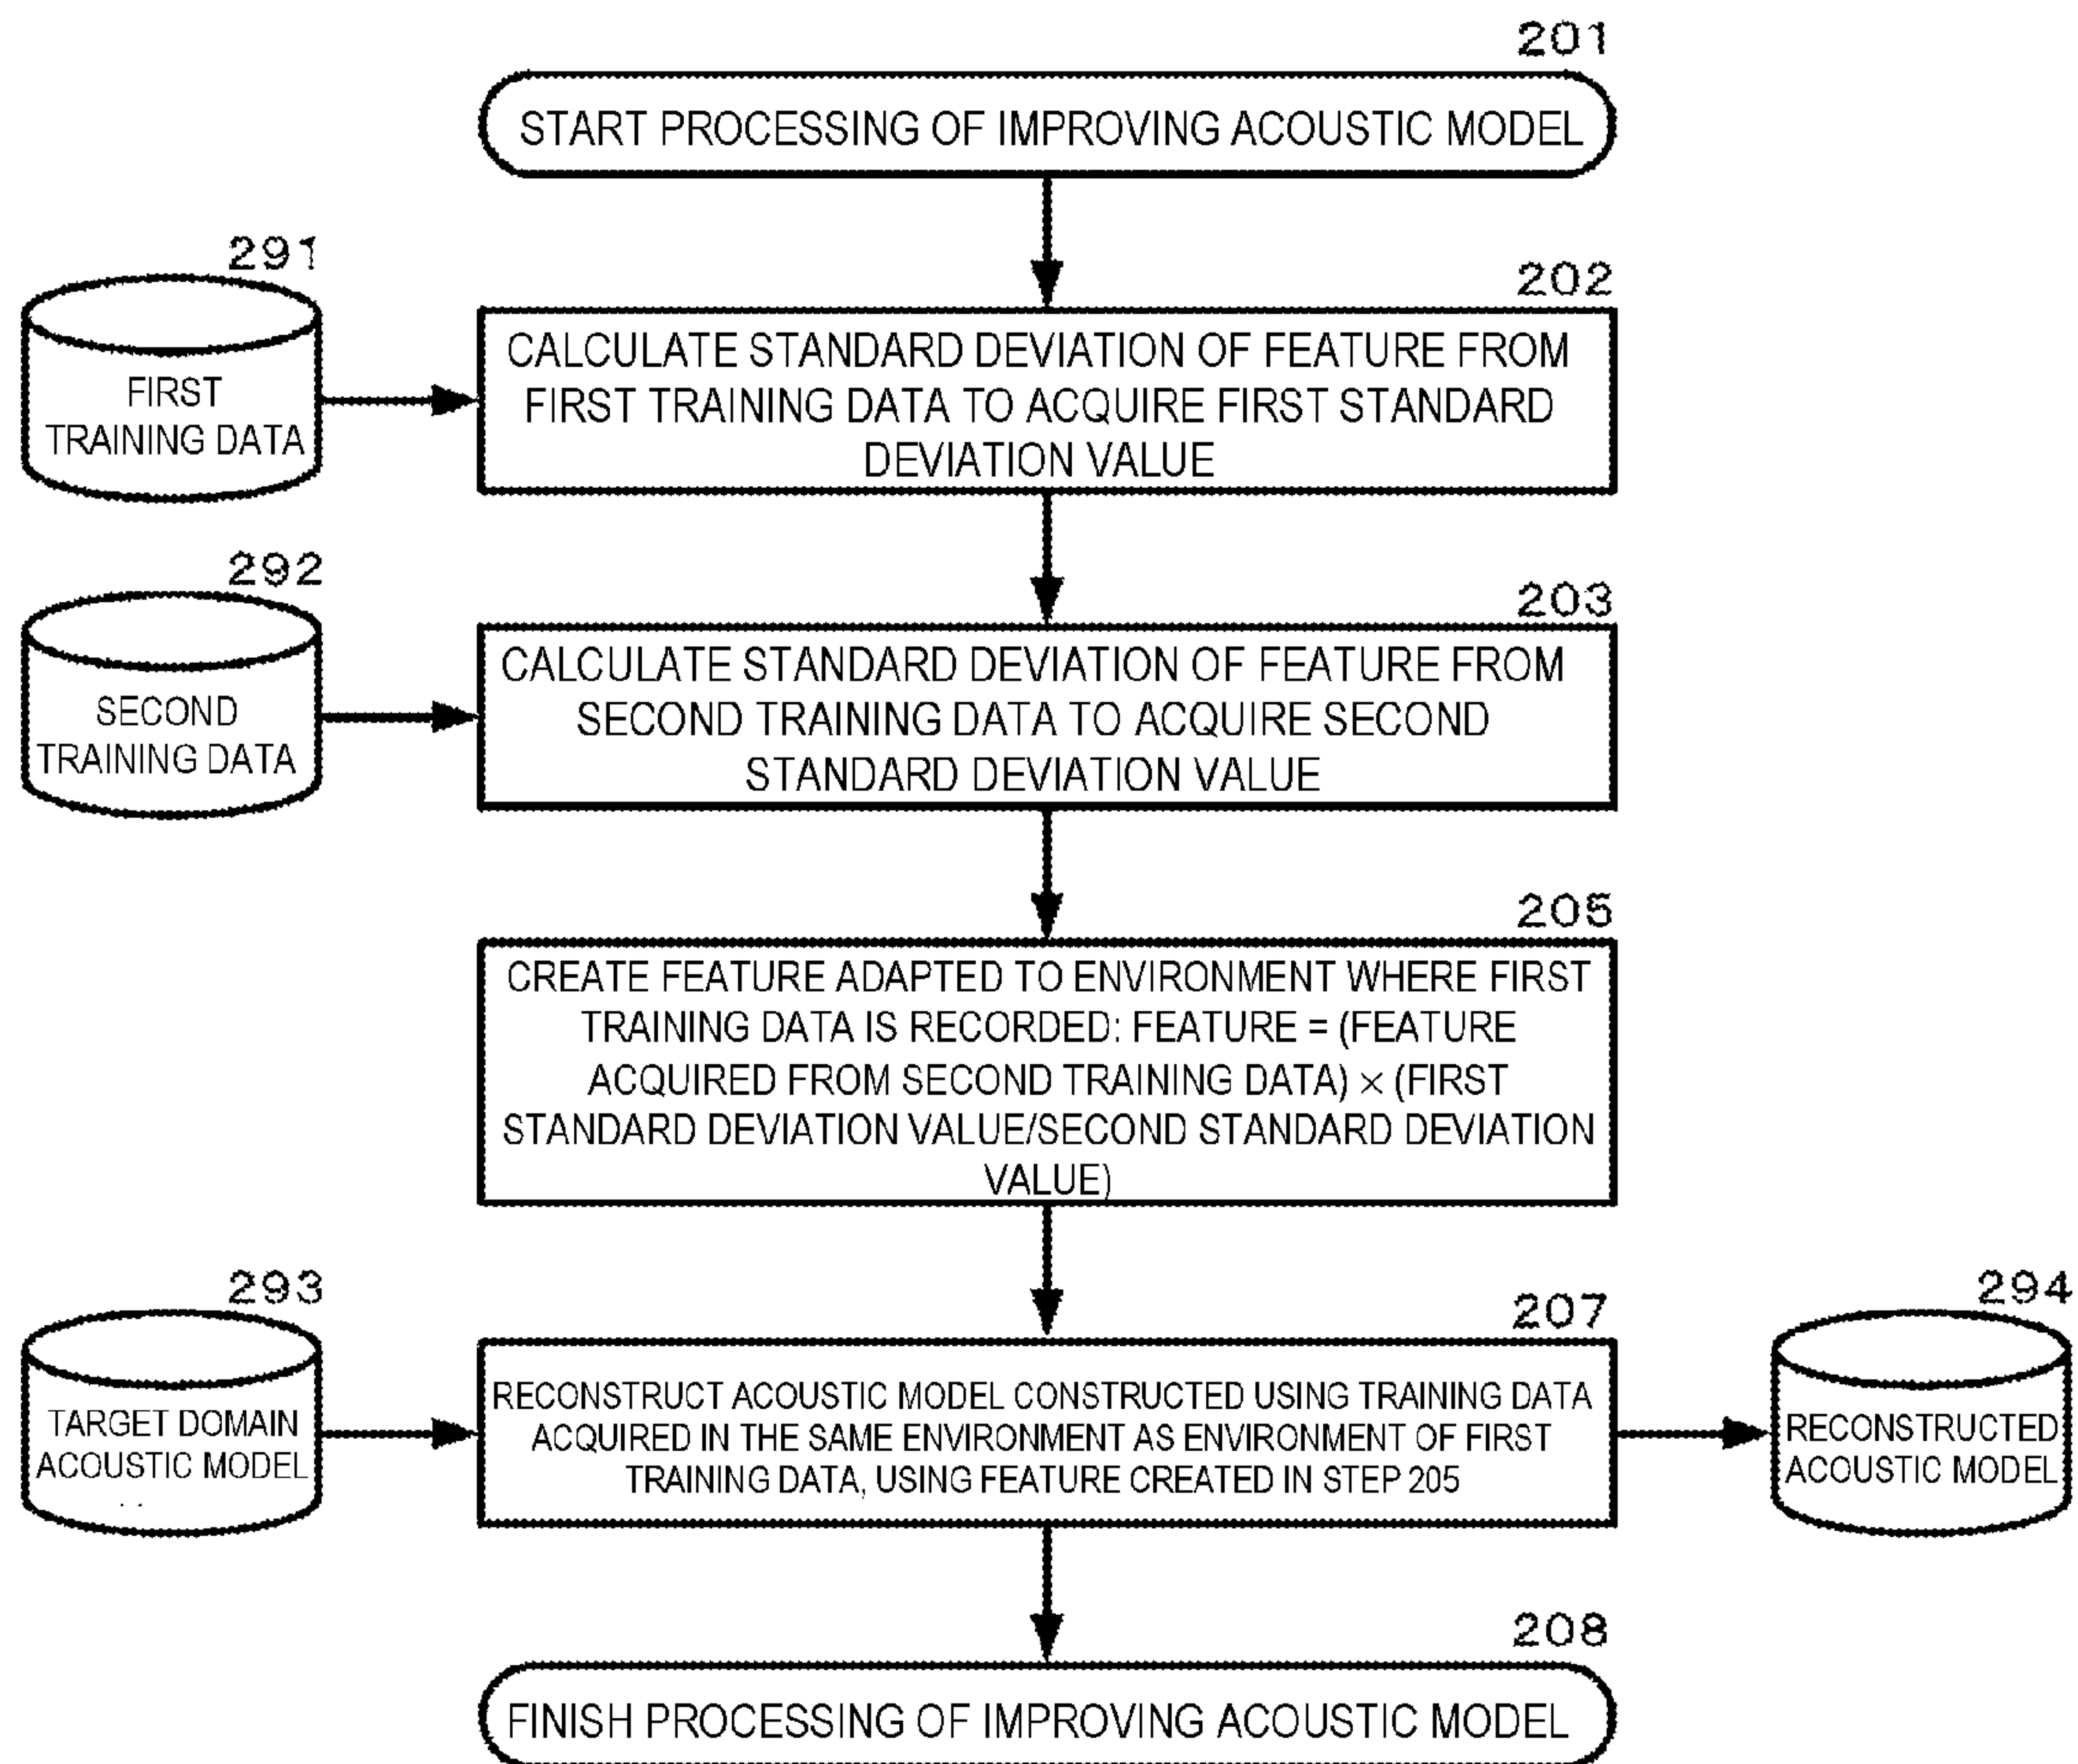 201
START PROCESSING OF IMPROVING ACOUSTIC MODEL
291
FIRST
TRAINING DATA
202
CALCULATE STANDARD DEVIATION OF FEATURE FROM
FIRST TRAINING DATA TO ACQUIRE FIRST STANDARD
DEVIATION VALUE
292
SECOND
TRAINING DATA
203
CALCULATE STANDARD DEVIATION OF FEATURE FROM
SECOND TRAINING DATA TO ACQUIRE SECOND
STANDARD DEVIATION VALUE
205
CREATE FEATURE ADAPTED TO ENVIRONMENT WHERE FIRST
TRAINING DATA IS RECORDED: FEATURE = (FEATURE
ACQUIRED FROM SECOND TRAINING DATA) × (FIRST
STANDARD DEVIATION VALUE/SECOND STANDARD DEVIATION
VALUE)
293
TARGET DOMAIN
ACOUSTIC MODEL
207
RECONSTRUCT ACOUSTIC MODEL CONSTRUCTED USING TRAINING DATA
ACQUIRED IN THE SAME ENVIRONMENT AS ENVIRONMENT OF FIRST
TRAINING DATA, USING FEATURE CREATED IN STEP 205
294
RECONSTRUCTED
ACOUSTIC MODEL
208
FINISH PROCESSING OF IMPROVING ACOUSTIC MODEL